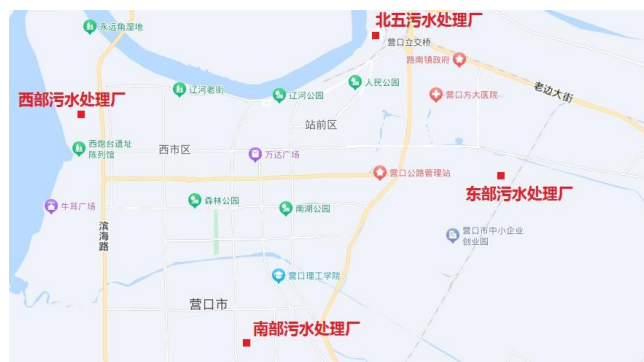 北五污水处理厂
永远角湿地
营口立交桥
路南镇政府
人民公园
西部污水处理厂
辽河老街
辽河公园
营口方大医院
老边大街
站前区
西炮台遗址
陈列馆
西市区
万达广场
营口公路管理站
东部污水处理厂
牛耳广场
森林公园
南湖公园
滨海路
营口市中小企业
创业园
营口理工学院
营口市
南部污水处理厂